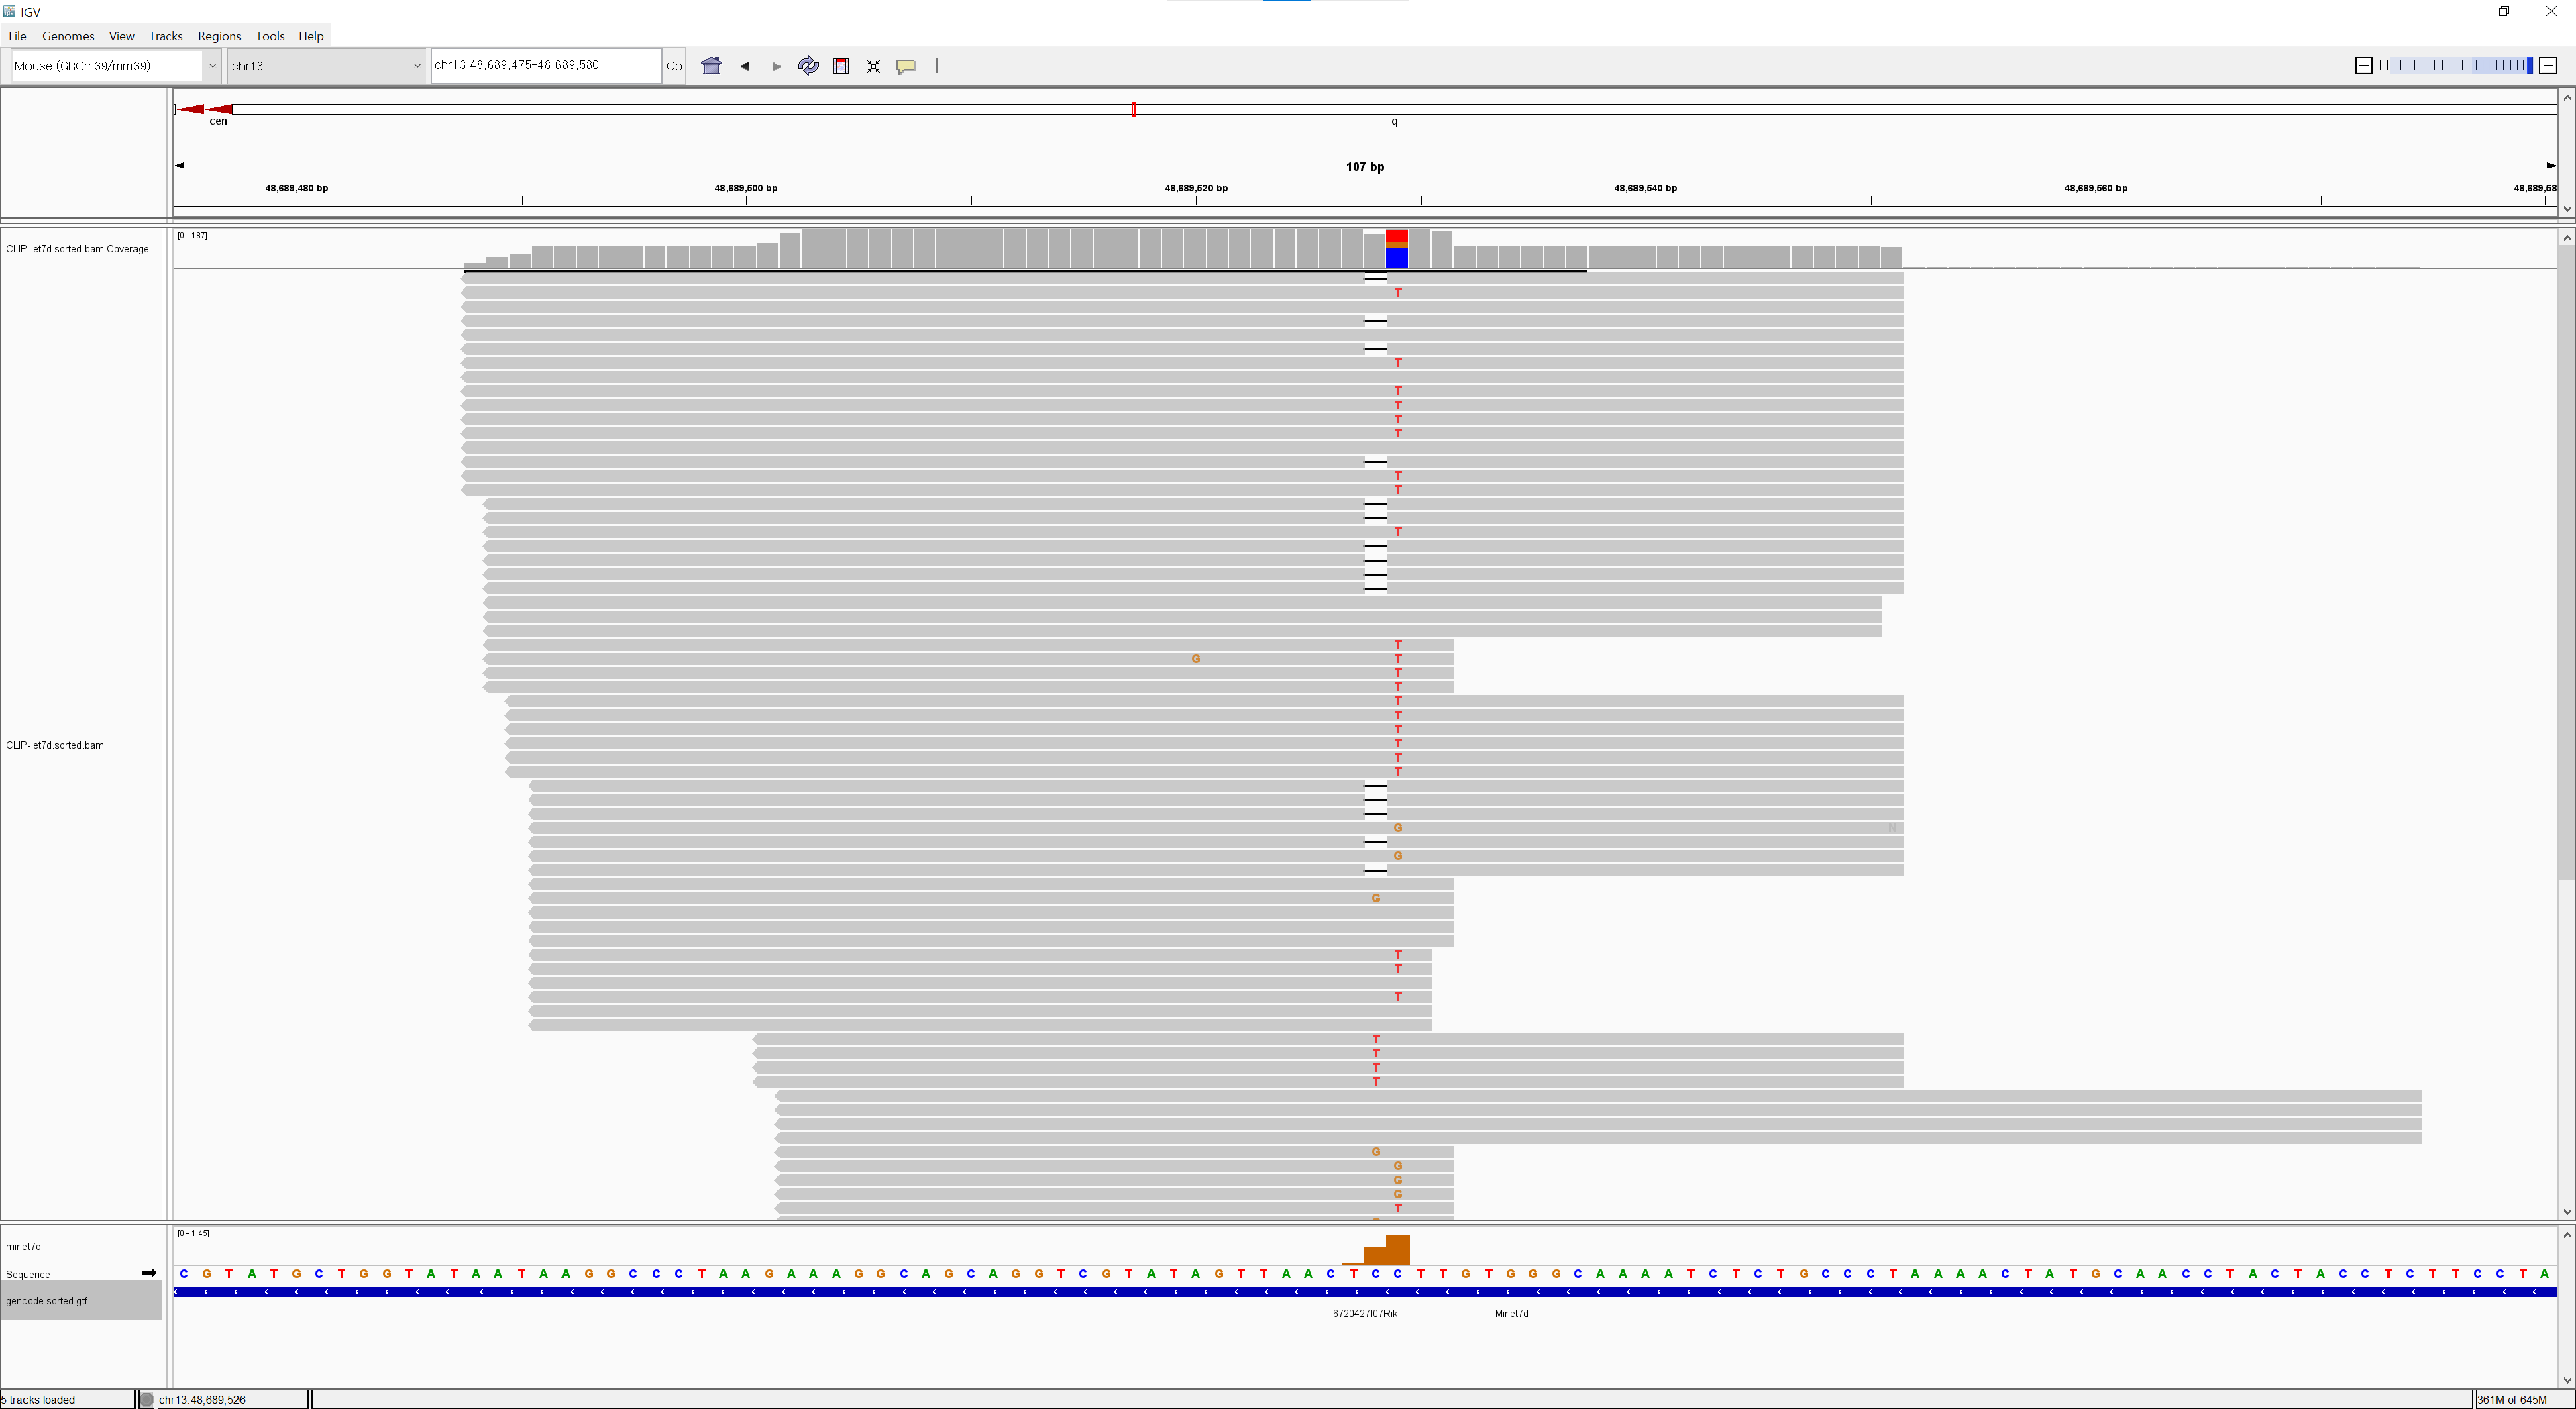 IGV
File Genomes View Tracks Regions Tools Help
Mouse (GRCm39/mm39) chr13 chr13:48,689,475-48,689,580 Go
cen q
107 bp
48,689,480 bp 48,689,500 bp 48,689,520 bp 48,689,540 bp 48,689,560 bp 48,689,58
[0 - 187]
CLIP-let7d.sorted.bam Coverage
T
T
T
T
T
T
T
T
T
T
G T
T
T
T
T
T
T
T
T
CLIP-let7d.sorted.bam
G N
G
G
T
T
T
T
T
T
T
G
G
G
G
T
[0 - 1.45]
mirlet7d
Sequence C G T A T G C T G G T A T A A T A A G G C C C T A A G A A A G G C A G C A G G T C G T A T A G T T A A C T C C T T G T G G G C A A A A T C T C T G C C C T A A A A C T A T G C A A C C T A C T A C C T C T T C C T A
gencode.sorted.gtf
6720427I07Rik Mirlet7d
5 tracks loaded chr13:48,689,526 361M of 645M